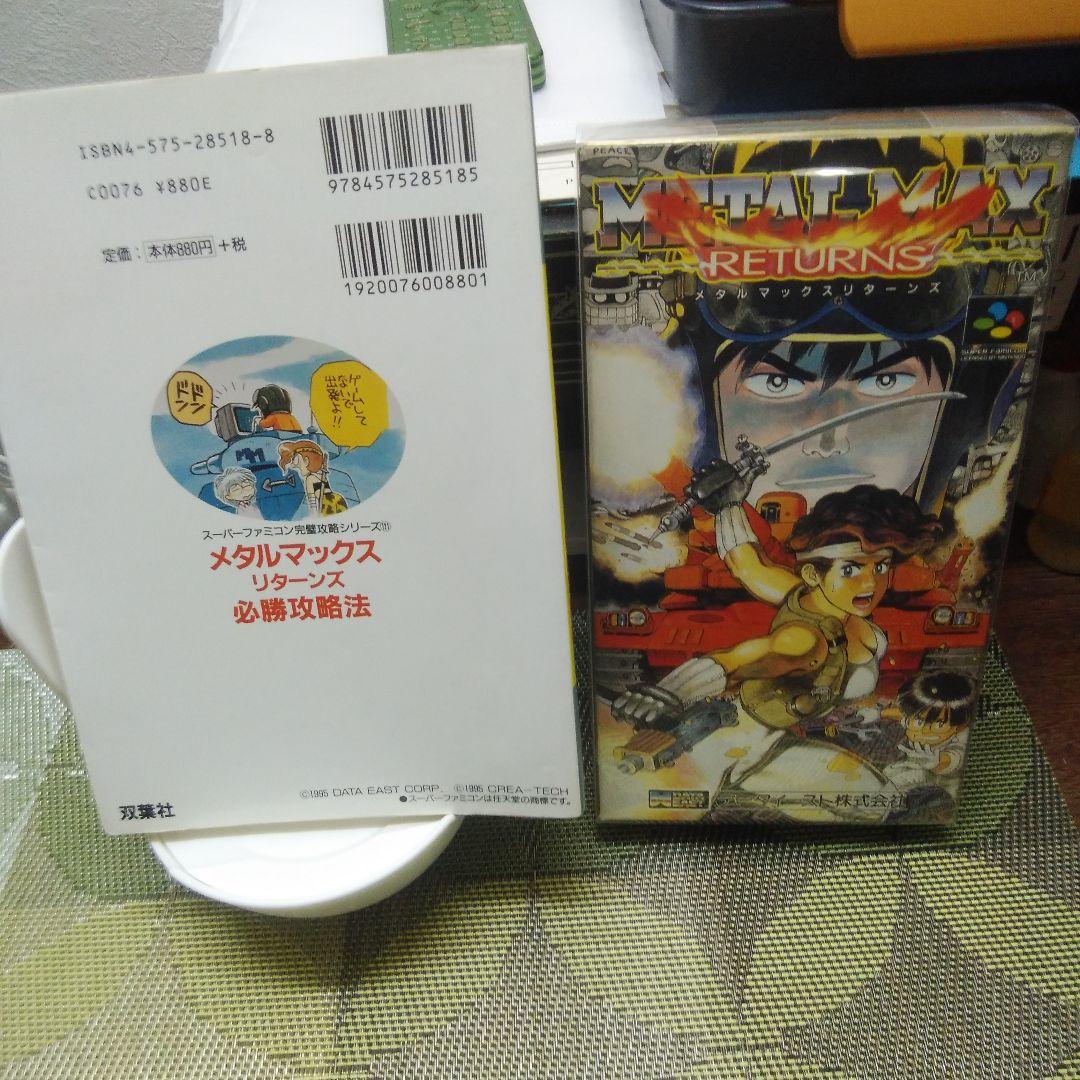 ISBN4-575-28518-8
C0076 ¥880E
9784575285185
定価：本体880円+税
1920076008801
ドドン
ゲームして
ないで
出発よ!!
スーパーファミコン完璧攻略シリーズ(111)
メタルマックス
リターンズ
必勝攻略法
©1995 DATA EAST CORP. ©1995 CREA-TECH
●スーパーファミコンは任天堂の商標です。
双葉社
PEACE
METAL MAX
RETURNS
TM
メタルマックスリターンズ
SUPER FAMICOM
データイースト株式会社